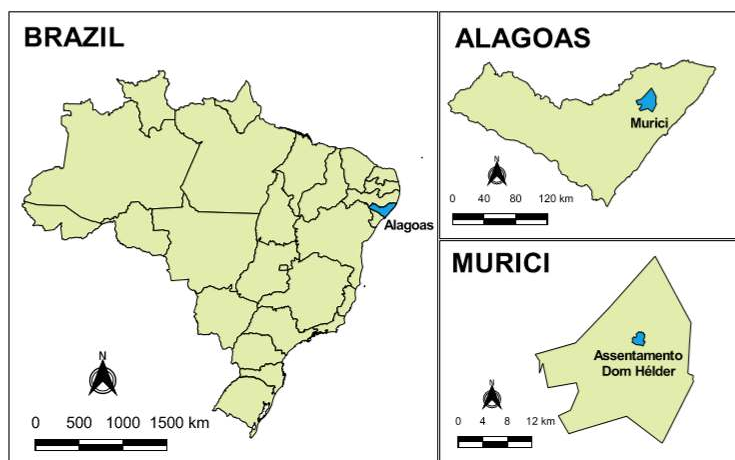 BRAZIL
Alagoas
N
0 500 1000 1500 km
ALAGOAS
Murici
N
0 40 80 120 km
MURICI
Assentamento
Dom Hélder
N
0 4 8 12 km